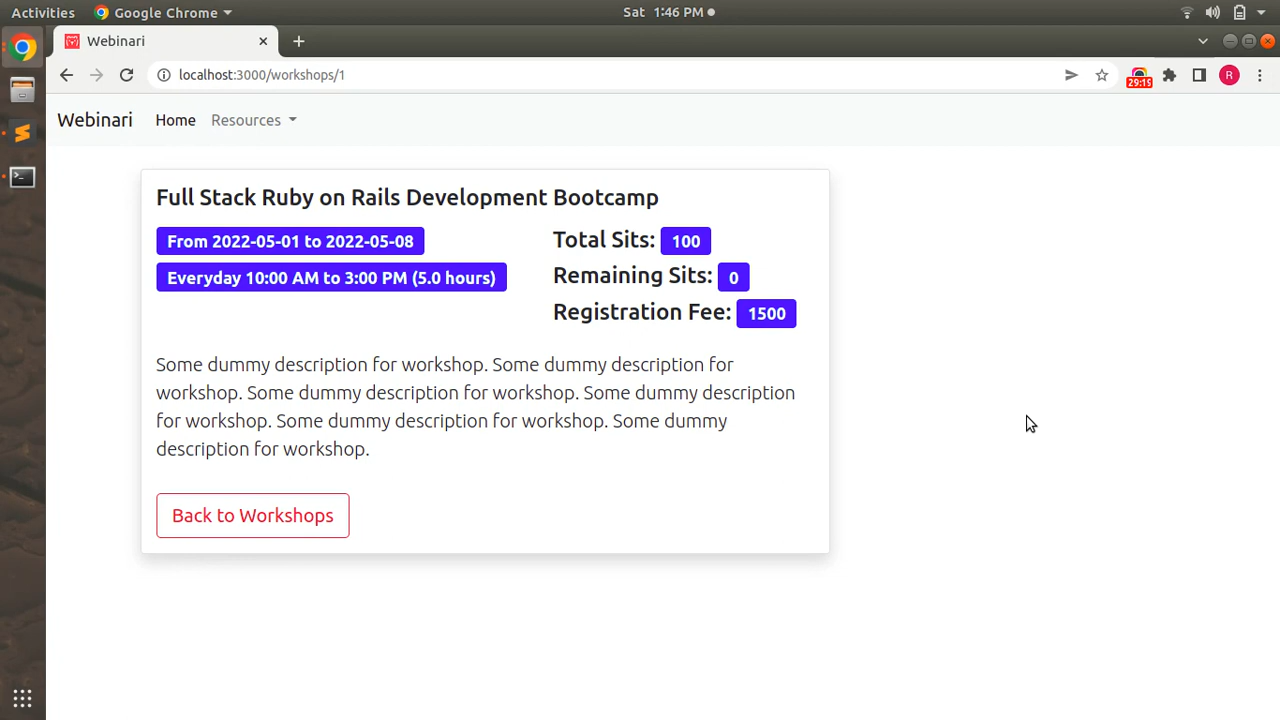 Activities Google Chrome Sat 1:46 PM
Webinari
localhost:3000/workshops/1 29:15 R
Webinari Home Resources
Full Stack Ruby on Rails Development Bootcamp
From 2022-05-01 to 2022-05-08
Everyday 10:00 AM to 3:00 PM (5.0 hours)
Total Sits: 100
Remaining Sits: 0
Registration Fee: 1500
Some dummy description for workshop. Some dummy description for
workshop. Some dummy description for workshop. Some dummy description
for workshop. Some dummy description for workshop. Some dummy
description for workshop.
Back to Workshops